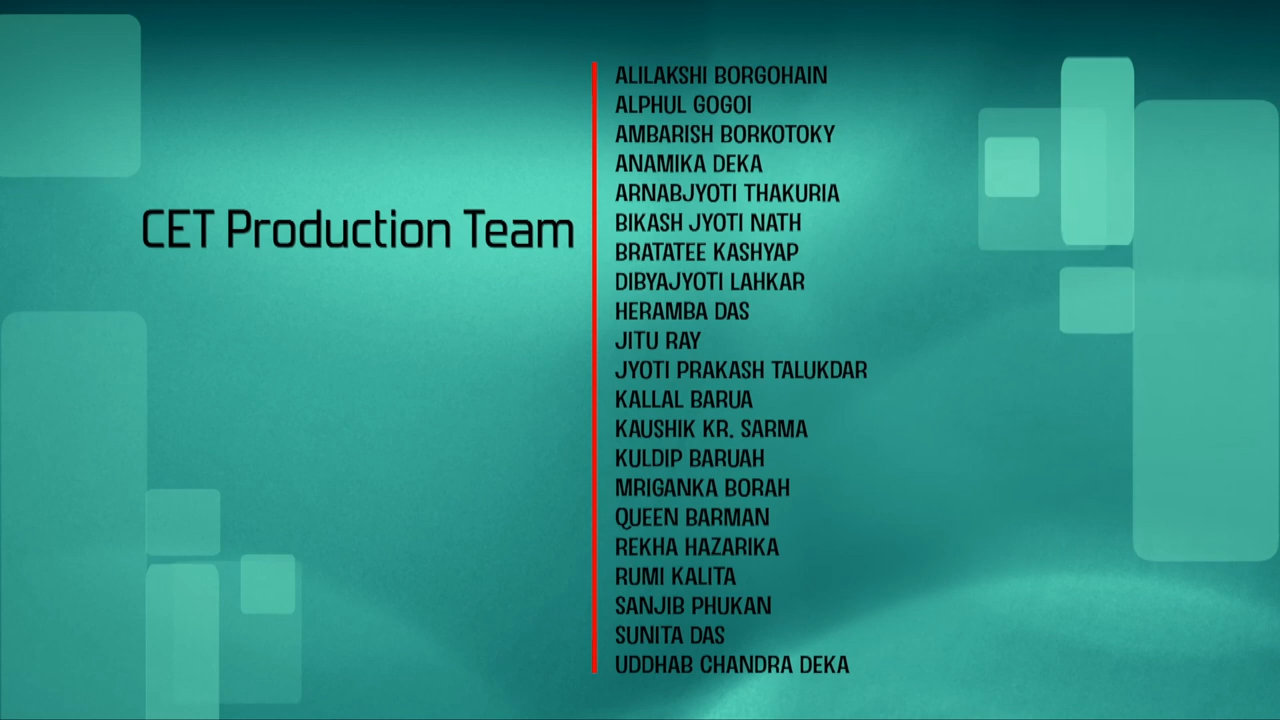 CET Production Team
ALILAKSHI BORGOHAIN
ALPHUL GOGOI
AMBARISH BORKOTOKY
ANAMIKA DEKA
ARNABJYOTI THAKURIA
BIKASH JYOTI NATH
BRATATEE KASHYAP
DIBYAJYOTI LAHKAR
HERAMBA DAS
JITU RAY
JYOTI PRAKASH TALUKDAR
KALLAL BARUA
KAUSHIK KR. SARMA
KULDIP BARUAH
MRIGANKA BORAH
QUEEN BARMAN
REKHA HAZARIKA
RUMI KALITA
SANJIB PHUKAN
SUNITA DAS
UDDHAB CHANDRA DEKA